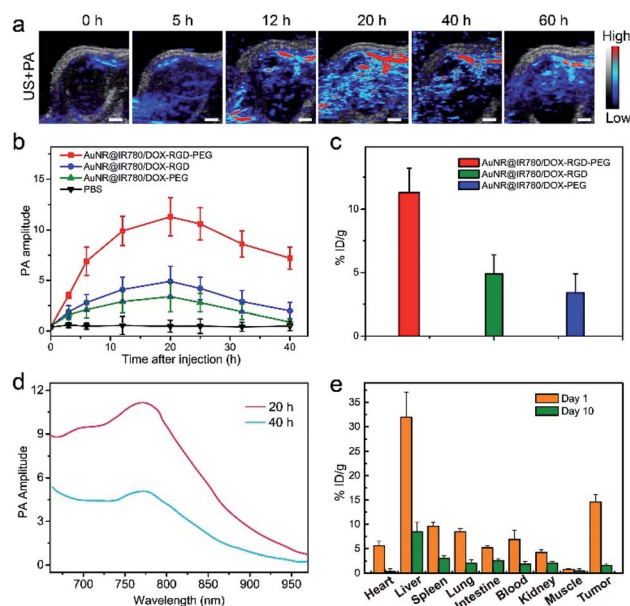 a
0 h 5 h 12 h 20 h 40 h 60 h
US+PA
High
Low
b
AuNR@IR780/DOX-RGD-PEG
AuNR@IR780/DOX-RGD
AuNR@IR780/DOX-PEG
PBS
PA amplitude
15
10
5
0
0 10 20 30 40
Time after injection (h)
c
AuNR@IR780/DOX-RGD-PEG
AuNR@IR780/DOX-RGD
AuNR@IR780/DOX-PEG
% ID/g
10
5
0
d
20 h
40 h
PA Amplitude
12
9
6
3
0
700 750 800 850 900 950
Wavelength (nm)
e
Day 1
Day 10
% ID/g
35
30
25
20
15
10
5
0
Heart Liver Spleen Lung Intestine Blood Kidney Muscle Tumor